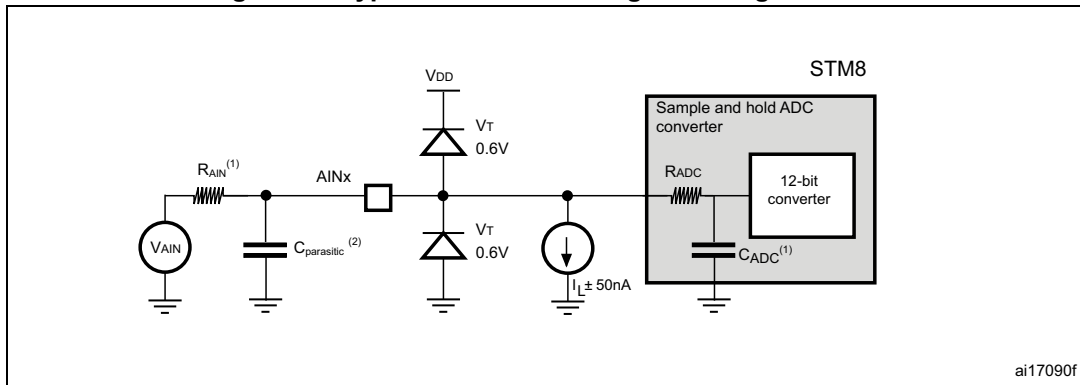 STM8
VDD
Sample and hold ADC
converter
VT
0.6V
RAIN(1)
AINx
RADC
12-bit
converter
VAIN
Cparasitic (2)
VT
0.6V
IL± 50nA
CADC(1)
ai17090f